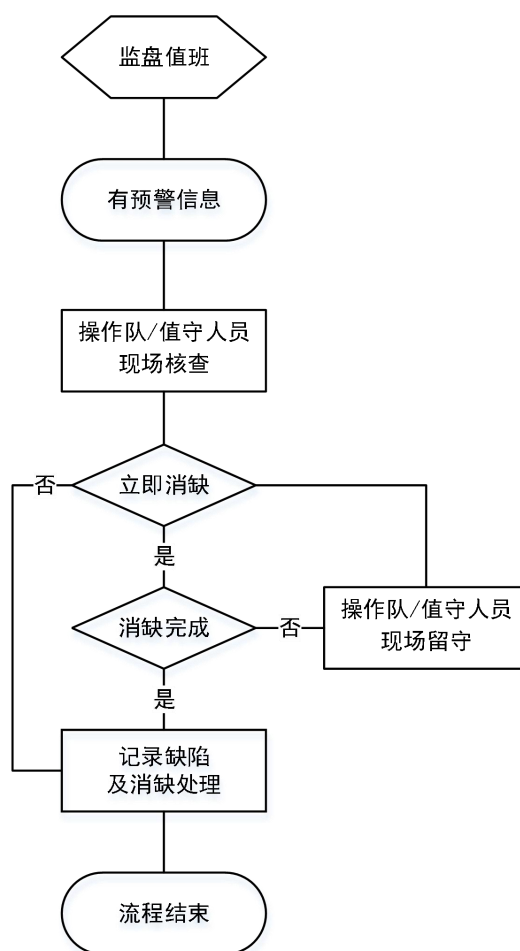 监盘值班
有预警信息
操作队/值守人员
现场核查
否
立即消缺
是
消缺完成
否
操作队/值守人员
现场留守
是
记录缺陷
及消缺处理
流程结束